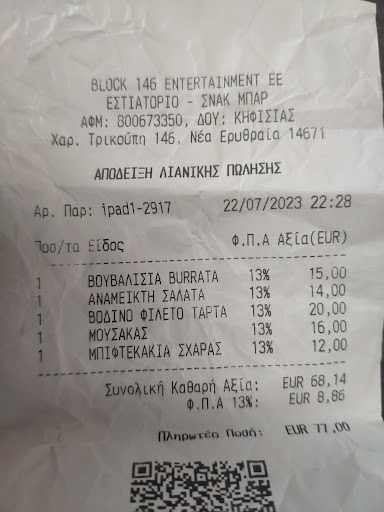 BLOCK 146 ENTERTAINMENT EE
ΕΣΤΙΑΤΟΡΙΟ - ΣΝΑΚ ΜΠΑΡ
ΑΦΜ: 800673350, ΔΟΥ: ΚΗΦΙΣΙΑΣ
Χαρ. Τρικούπη 146, Νέα Ερυθραία 14671
ΑΠΟΔΕΙΞΗ ΛΙΑΝΙΚΗΣ ΠΩΛΗΣΗΣ
Αρ. Παρ: ipad1-2917 22/07/2023 22:28
Ποσ/τα Είδος Φ.Π.Α Αξία(EUR)
1 ΒΟΥΒΑΛΙΣΙΑ BURRATA 13% 15,00
1 ΑΝΑΜΕΙΚΤΗ ΣΑΛΑΤΑ 13% 14,00
1 ΒΟΔΙΝΟ ΦΙΛΕΤΟ ΤΑΡΤΑ 13% 20,00
1 ΜΟΥΣΑΚΑΣ 13% 16,00
1 ΜΠΙΦΤΕΚΑΚΙΑ ΣΧΑΡΑΣ 13% 12,00
Συνολική Καθαρή Αξία: EUR 68,14
Φ.Π.Α 13%: EUR 8,86
Πληρωτέο Ποσό: EUR 77,00